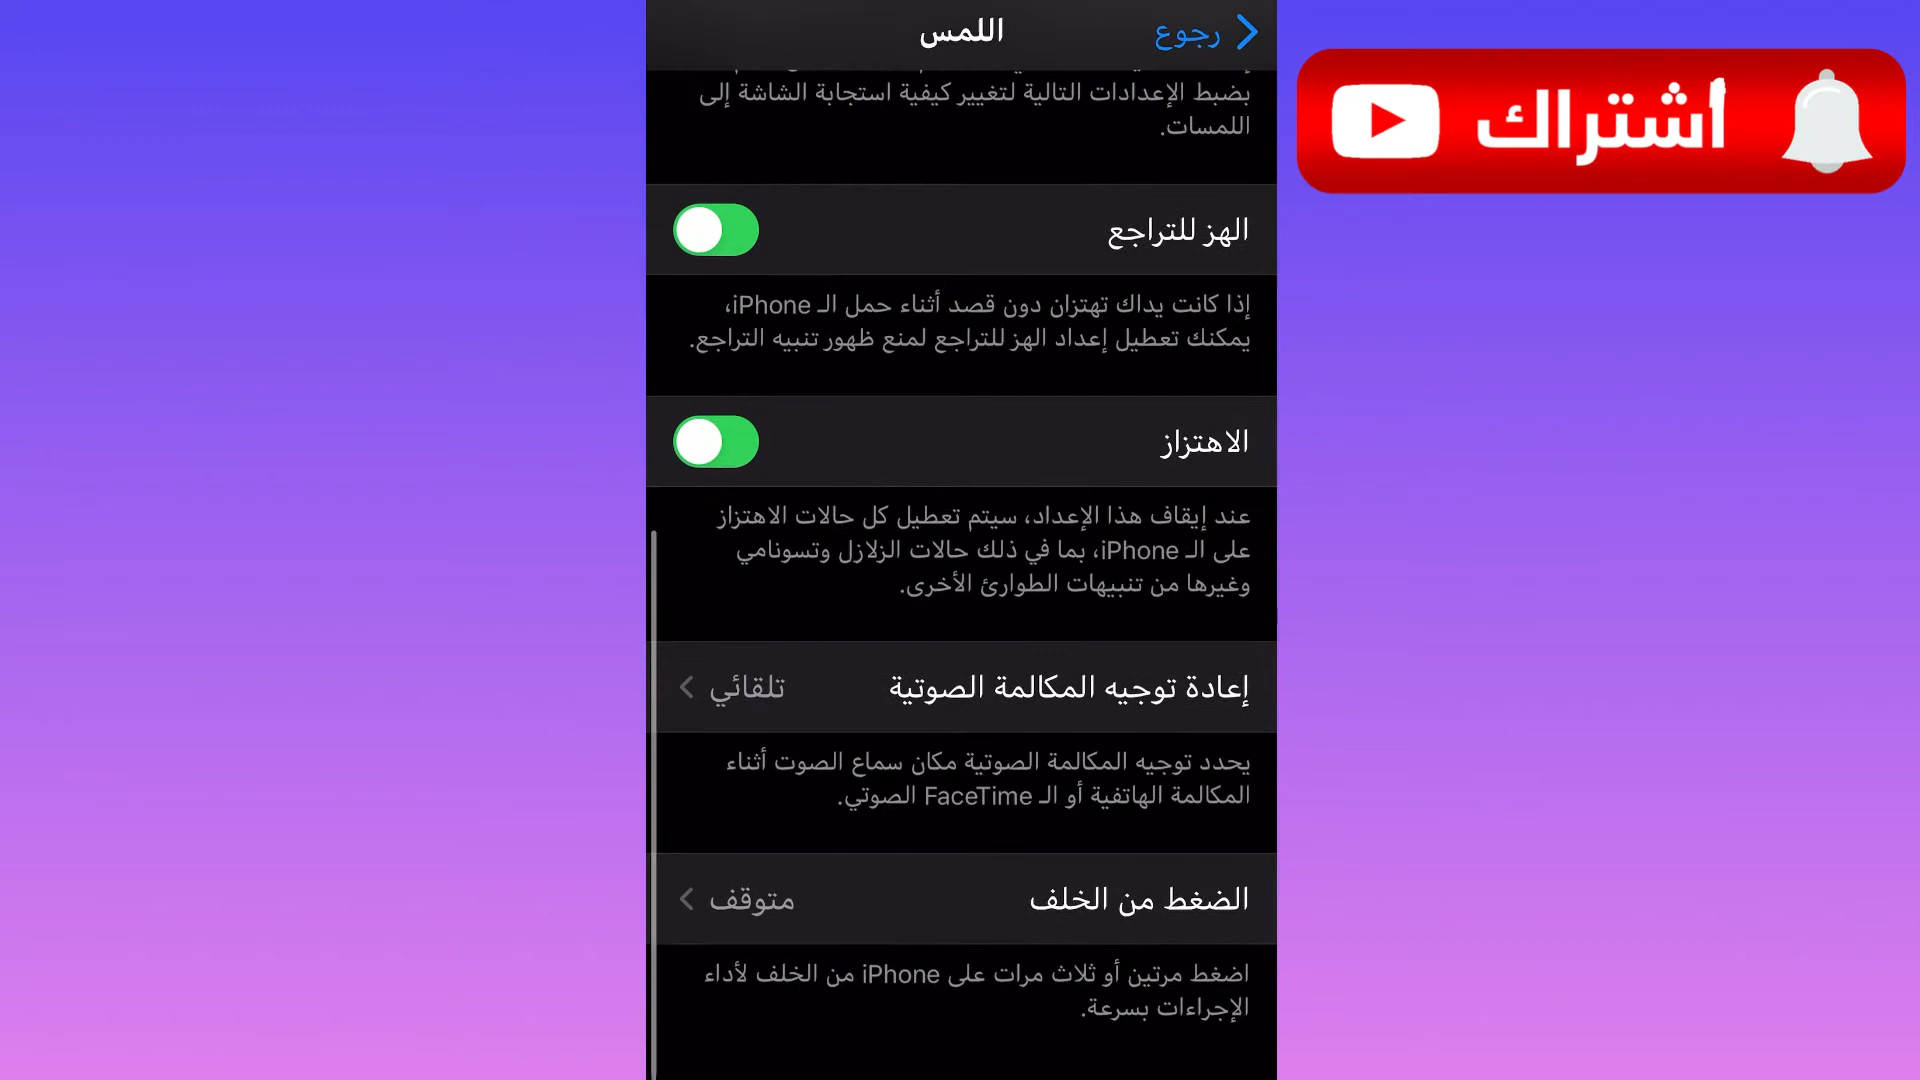 رجوع
اللمس
بضبط الإعدادات التالية لتغيير كيفية استجابة الشاشة إلى
اللمسات.
الهز للتراجع
إذا كانت يداك تهتزان دون قصد أثناء حمل الـ iPhone،
يمكنك تعطيل إعداد الهز للتراجع لمنع ظهور تنبيه التراجع.
الاهتزاز
عند إيقاف هذا الإعداد، سيتم تعطيل كل حالات الاهتزاز
على الـ iPhone، بما في ذلك حالات الزلازل وتسونامي
وغيرها من تنبيهات الطوارئ الأخرى.
إعادة توجيه المكالمة الصوتية
تلقائي
يحدد توجيه المكالمة الصوتية مكان سماع الصوت أثناء
المكالمة الهاتفية أو الـ FaceTime الصوتي.
الضغط من الخلف
متوقف
اضغط مرتين أو ثلاث مرات على iPhone من الخلف لأداء
الإجراءات بسرعة.
أشتراك